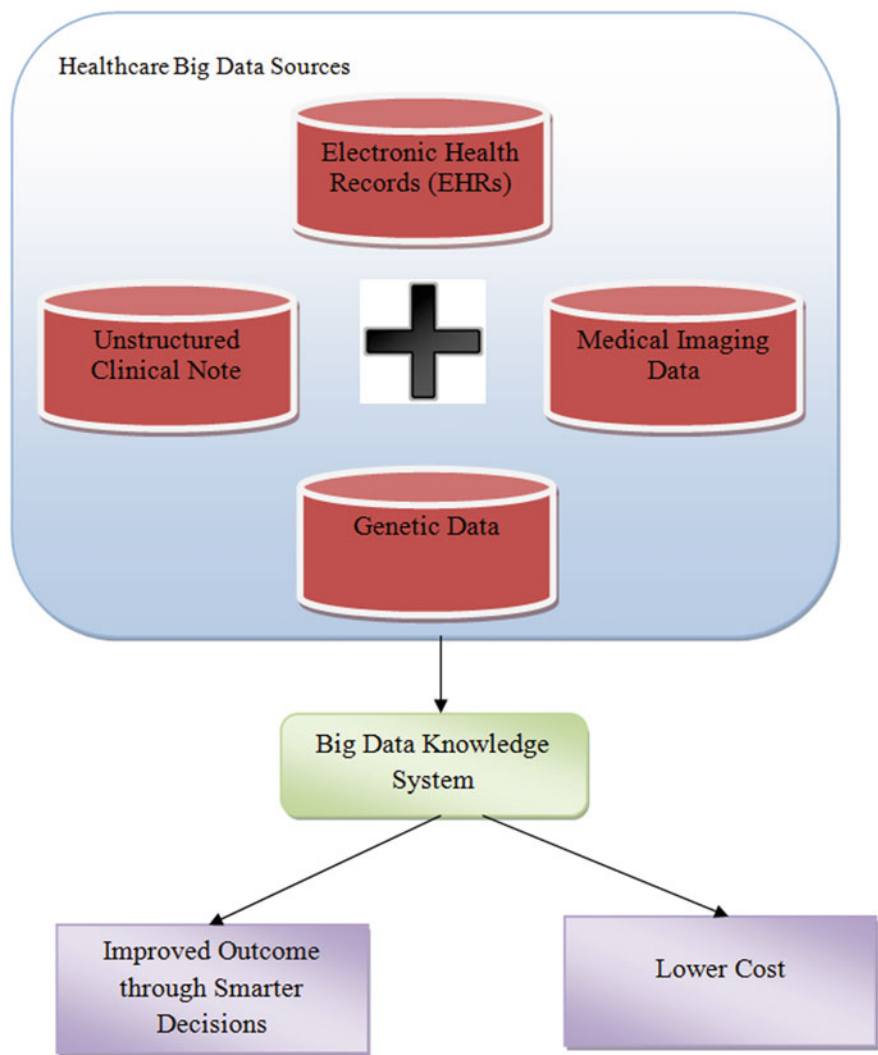 Healthcare Big Data Sources
Electronic Health
Records (EHRs)
Unstructured
Clinical Note
Medical Imaging
Data
Genetic Data
Big Data Knowledge
System
Improved Outcome
through Smarter
Decisions
Lower Cost